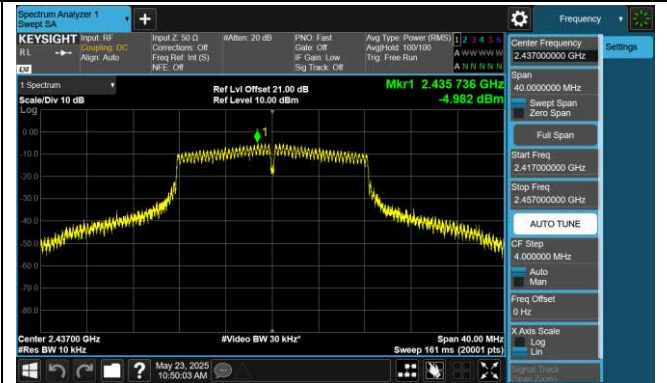 Spectrum Analyzer 1
Swept SA
+
Frequency
KEYSIGHT
RL
Input: RF
Coupling: DC
Align: Auto
Input Z: 50 Ω
Corrections: Off
Freq Ref: Int (S)
NFE: Off
#Atten: 20 dB
PNO: Fast
Gate: Off
IF Gain: Low
Sig Track: Off
Avg Type: Power (RMS)
Avg|Hold: 100/100
Trig: Free Run
1 2 3 4 5 6
A W W W W W
A N N N N N
1 Spectrum
Scale/Div 10 dB
Log
Ref Lvl Offset 21.00 dB
Ref Level 10.00 dBm
Mkr1 2.435 736 GHz
-4.982 dBm
1
0.00
-10.0
-20.0
-30.0
-40.0
-50.0
-60.0
-70.0
-80.0
Center 2.43700 GHz
#Res BW 10 kHz
#Video BW 30 kHz*
Span 40.00 MHz
Sweep 161 ms (20001 pts)
Center Frequency
2.437000000 GHz
Settings
Span
40.0000000 MHz
Swept Span
Zero Span
Full Span
Start Freq
2.417000000 GHz
Stop Freq
2.457000000 GHz
AUTO TUNE
CF Step
4.000000 MHz
Auto
Man
Freq Offset
0 Hz
X Axis Scale
Log
Lin
Signal Track
(Span Zoom)
?
May 23, 2025
10:50:03 AM